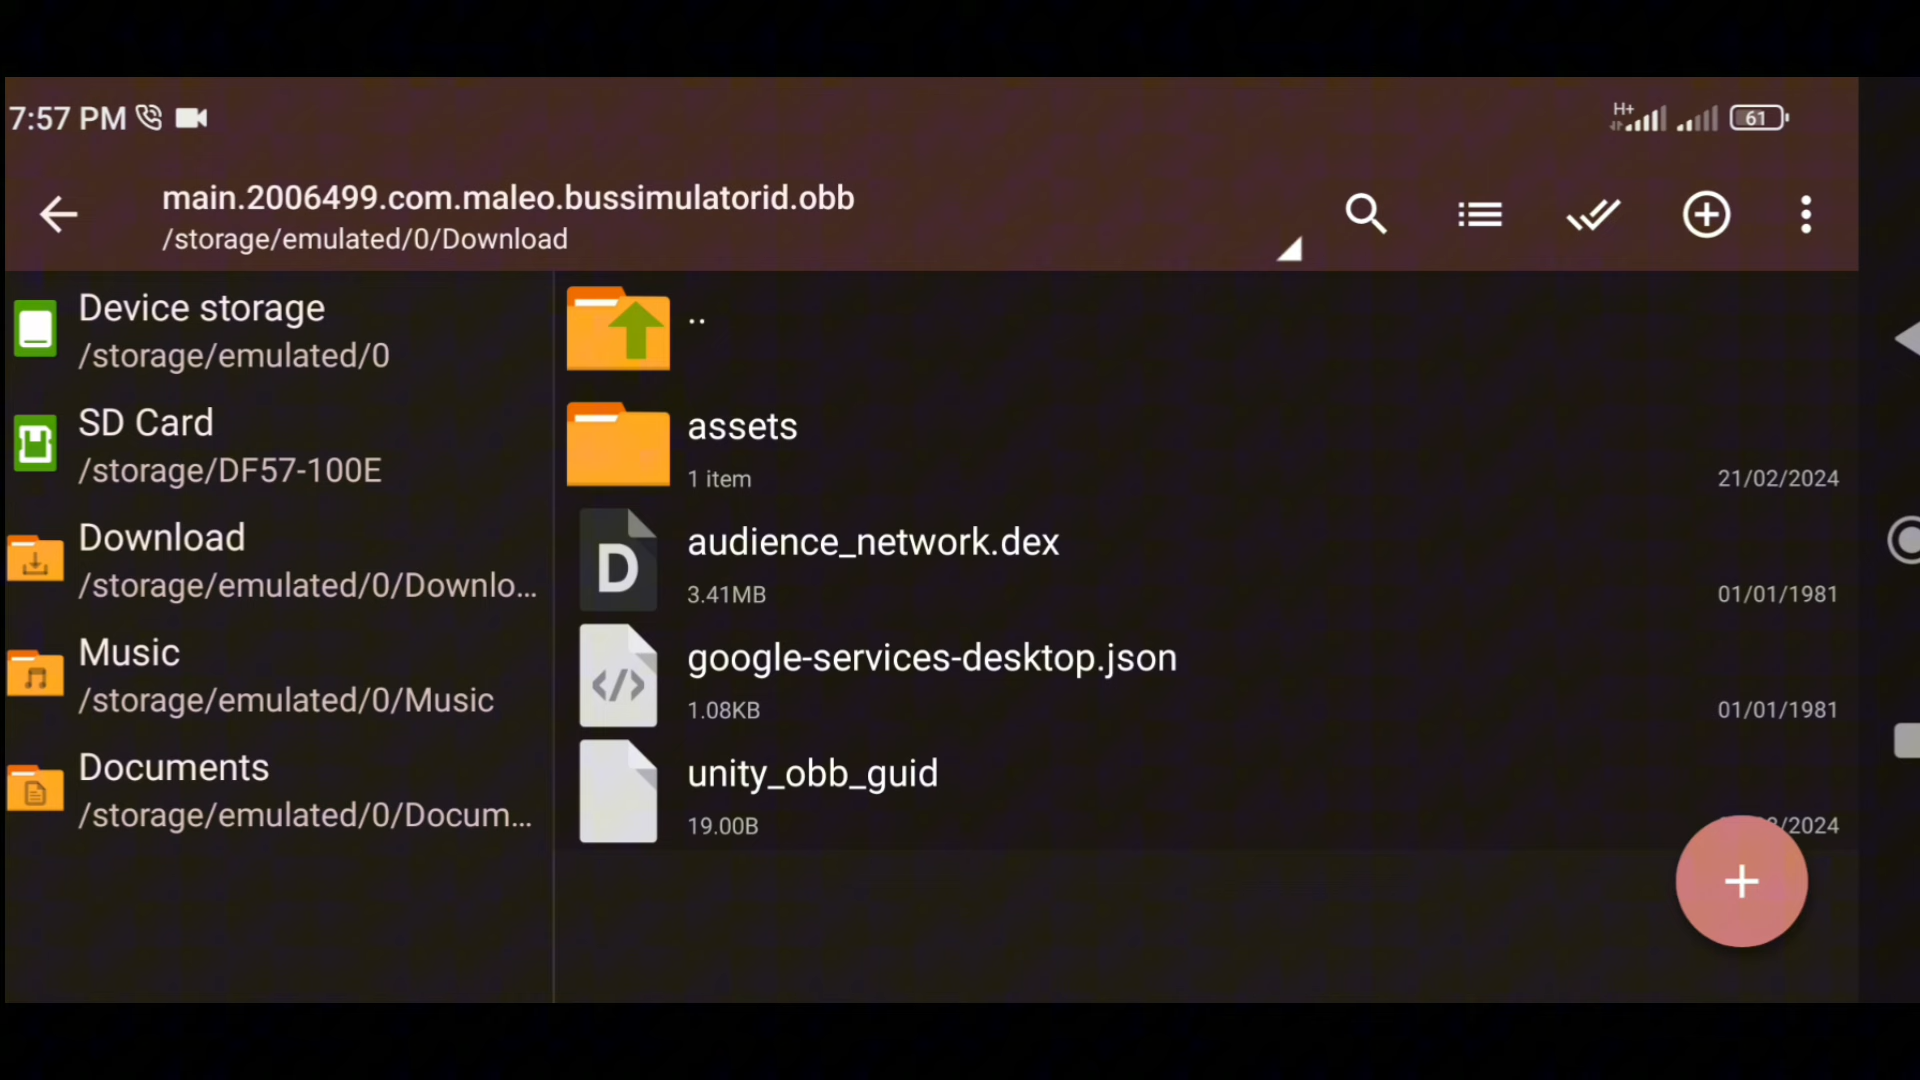 7:57 PM
H+
61
main.2006499.com.maleo.bussimulatorid.obb
/storage/emulated/0/Download
Device storage
/storage/emulated/0
SD Card
/storage/DF57-100E
Download
/storage/emulated/0/Downlo...
Music
/storage/emulated/0/Music
Documents
/storage/emulated/0/Docum...
..
assets
1 item
21/02/2024
audience_network.dex
3.41MB
01/01/1981
google-services-desktop.json
1.08KB
01/01/1981
unity_obb_guid
19.00B
/2024